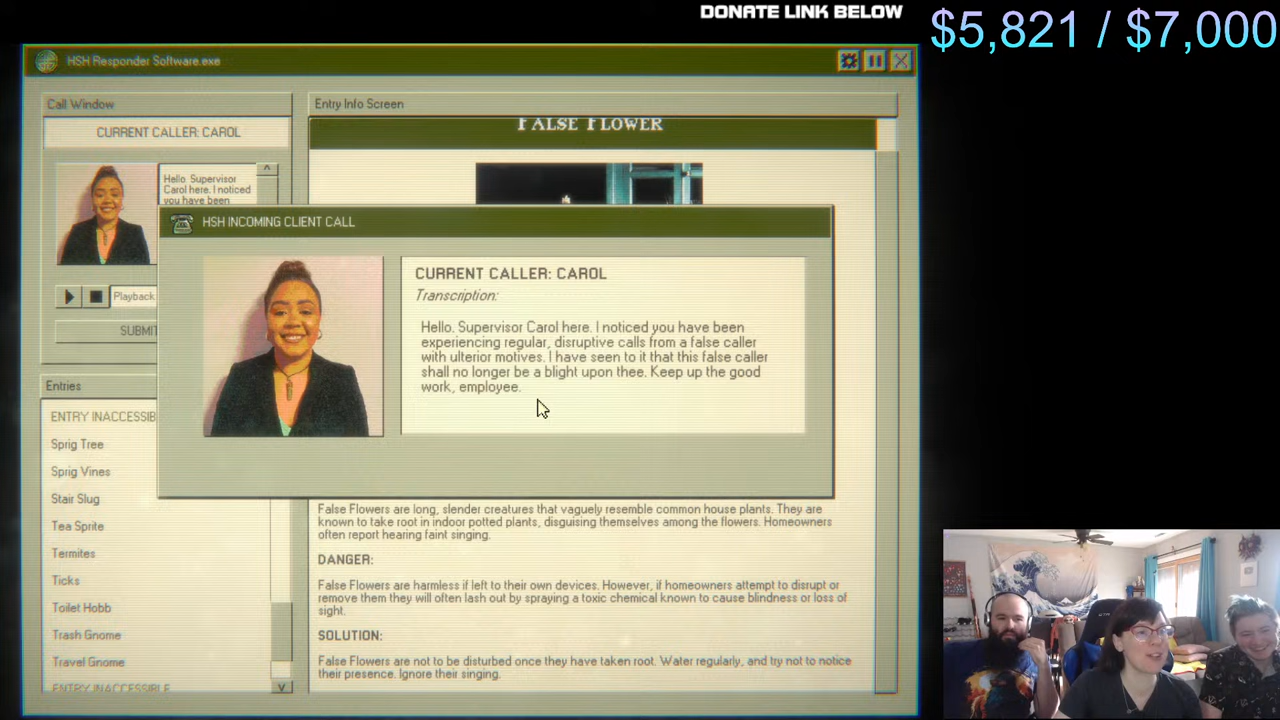 DONATE LINK BELOW
$5,821 / $7,000
HSH Responder Software.exe
Call Window
CURRENT CALLER: CAROL
Hello. Supervisor
Carol here. I noticed
you have been
Playback
SUBMIT
Entries
ENTRY INACCESSIB
Sprig Tree
Sprig Vines
Stair Slug
Tea Sprite
Termites
Ticks
Toilet Hobb
Trash Gnome
Travel Gnome
ENTRY INACCESSIBLE
Entry Info Screen
FALSE FLOWER
HSH INCOMING CLIENT CALL
CURRENT CALLER: CAROL
Transcription:
Hello. Supervisor Carol here. I noticed you have been
experiencing regular, disruptive calls from a false caller
with ulterior motives. I have seen to it that this false caller
shall no longer be a blight upon thee. Keep up the good
work, employee.
False Flowers are long, slender creatures that vaguely resemble common house plants. They are
known to take root in indoor potted plants, disguising themselves among the flowers. Homeowners
often report hearing faint singing.
DANGER:
False Flowers are harmless if left to their own devices. However, if homeowners attempt to disrupt or
remove them they will often lash out by spraying a toxic chemical known to cause blindness or loss of
sight.
SOLUTION:
False Flowers are not to be disturbed once they have taken root. Water regularly, and try not to notice
their presence. Ignore their singing.